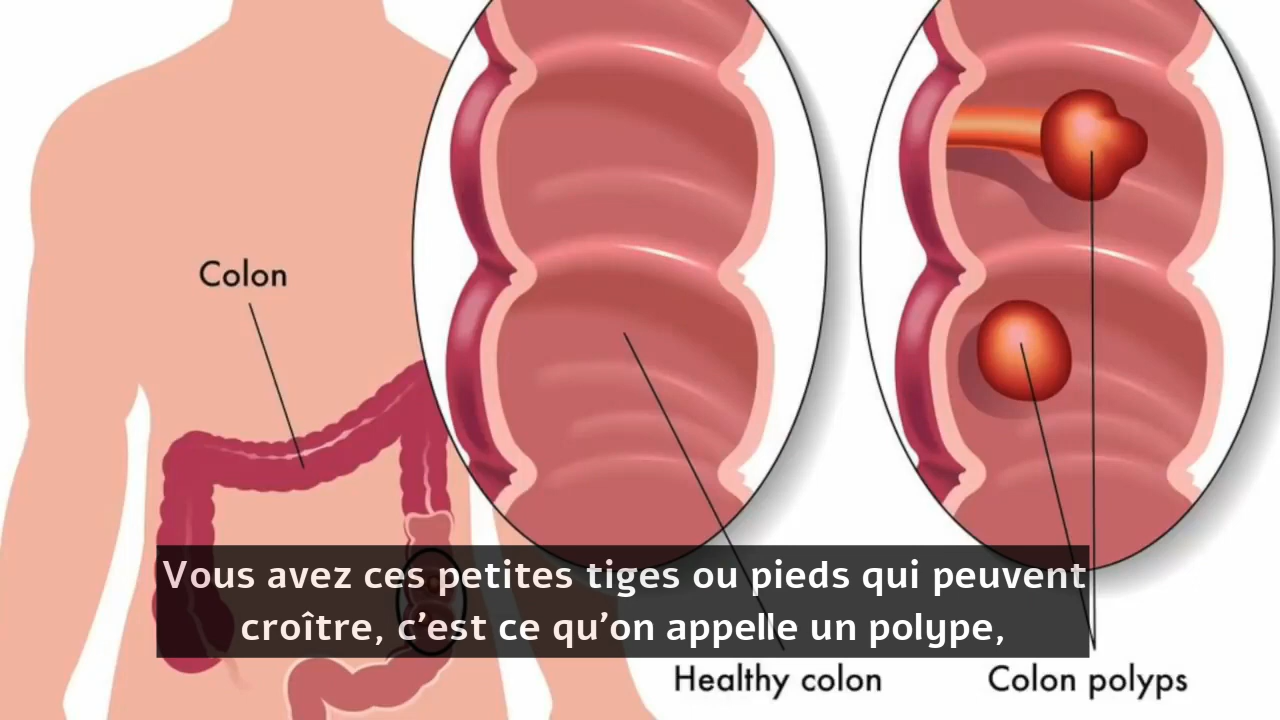 Colon
Vous avez ces petites tiges ou pieds qui peuvent
croître, c’est ce qu’on appelle un polype,
Healthy colon
Colon polyps